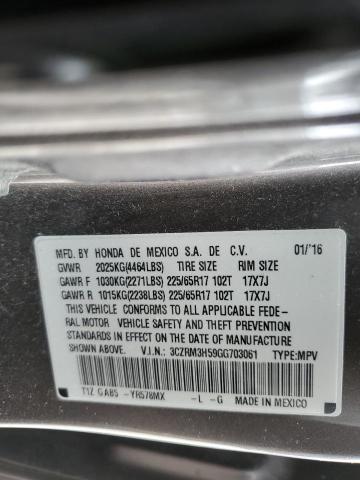 MFD. BY HONDA DE MEXICO S.A. DE C.V. 01/'16
GVWR 2025KG(4464LBS) TIRE SIZE RIM SIZE
GAWR F 1030KG(2271LBS) 225/65R17 102T 17X7J
GAWR R 1015KG(2238LBS) 225/65R17 102T 17X7J
THIS VEHICLE CONFORMS TO ALL APPLICABLE FEDE-
RAL MOTOR VEHICLE SAFETY AND THEFT PREVENTION
STANDARDS IN EFFECT ON THE DATE OF MANUFACTURE
SHOWN ABOVE. V.I.N.: 3CZRM3H59GG703061 TYPE:MPV
T1Z GAB5 -YR578MX -L -G MADE IN MEXICO